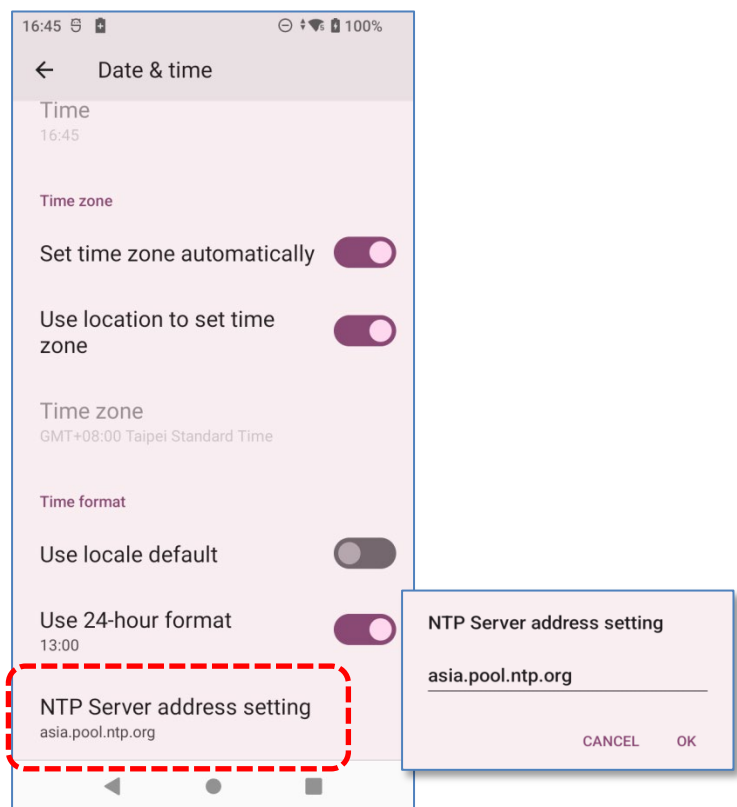 16:45
100%
Date & time
Time
16:45
Time zone
Set time zone automatically
Use location to set time
zone
Time zone
GMT+08:00 Taipei Standard Time
Time format
Use locale default
Use 24-hour format
13:00
NTP Server address setting
asia.pool.ntp.org
NTP Server address setting
asia.pool.ntp.org
CANCEL OK